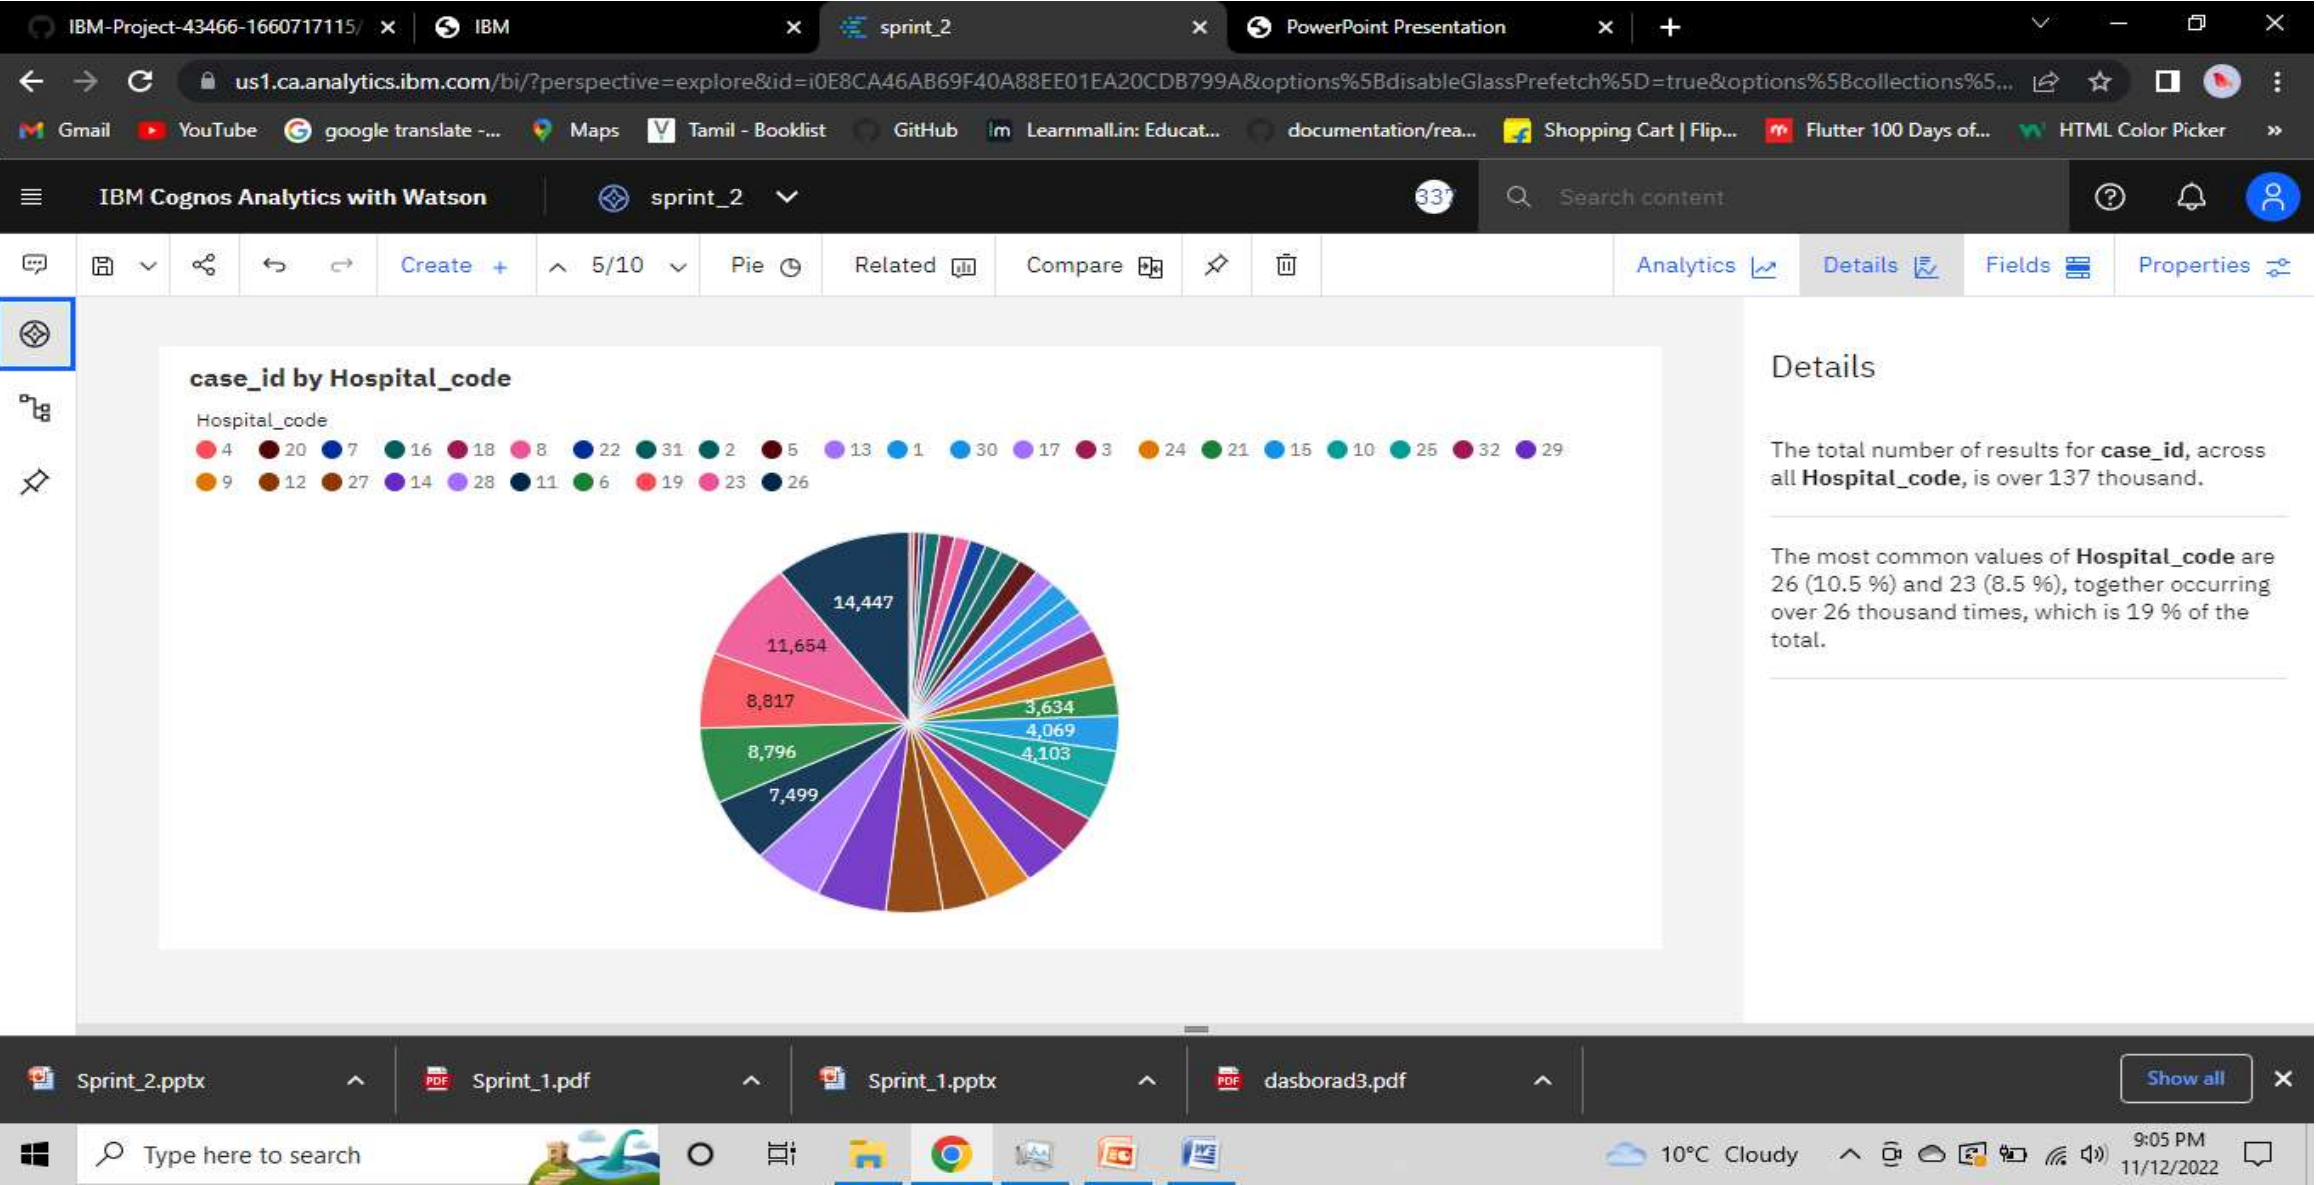 IBM-Project-43466-1660717115/
IBM
sprint_2
PowerPoint Presentation
us1.ca.analytics.ibm.com/bi/?perspective=explore&id=i0E8CA46AB69F40A88EE01EA20CDB799A&options%5BdisableGlassPrefetch%5D=true&options%5Bcollections%5...
Gmail YouTube google translate -... Maps Tamil - Booklist GitHub lm Learnmall.in: Educat... documentation/rea... Shopping Cart | Flip... Flutter 100 Days of... HTML Color Picker »
IBM Cognos Analytics with Watson
sprint_2
337
Search content
Create +
5/10
Pie
Related
Compare
Analytics
Details
Fields
Properties
case_id by Hospital_code
Hospital_code
4 20 7 16 18 8 22 31 2 5 13 1 30 17 3 24 21 15 10 25 32 29
9 12 27 14 28 11 6 19 23 26
14,447
11,654
8,817
8,796
7,499
3,634
4,069
4,103
Details
The total number of results for case_id, across
all Hospital_code, is over 137 thousand.
The most common values of Hospital_code are
26 (10.5 %) and 23 (8.5 %), together occurring
over 26 thousand times, which is 19 % of the
total.
Sprint_2.pptx
PDF
Sprint_1.pdf
Sprint_1.pptx
PDF
dasborad3.pdf
Show all
Type here to search
10°C Cloudy
9:05 PM
11/12/2022